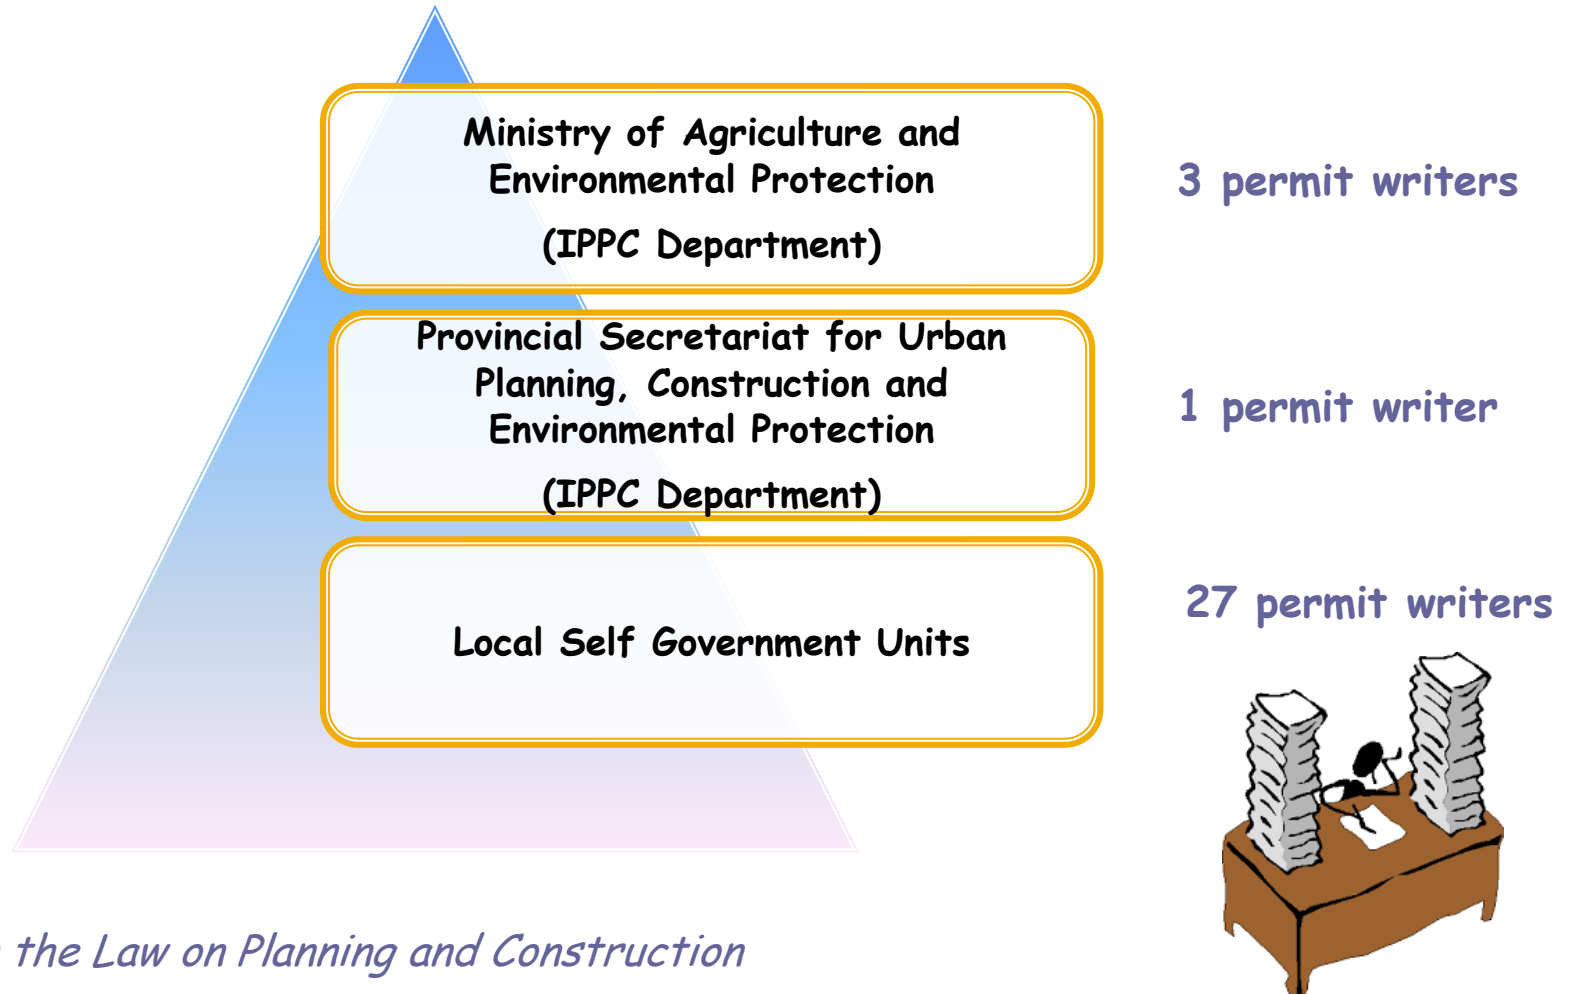 Ministry of Agriculture and
Environmental Protection
(IPPC Department)
3 permit writers
Provincial Secretariat for Urban
Planning, Construction and
Environmental Protection
(IPPC Department)
1 permit writer
Local Self Government Units
27 permit writers
the Law on Planning and Construction